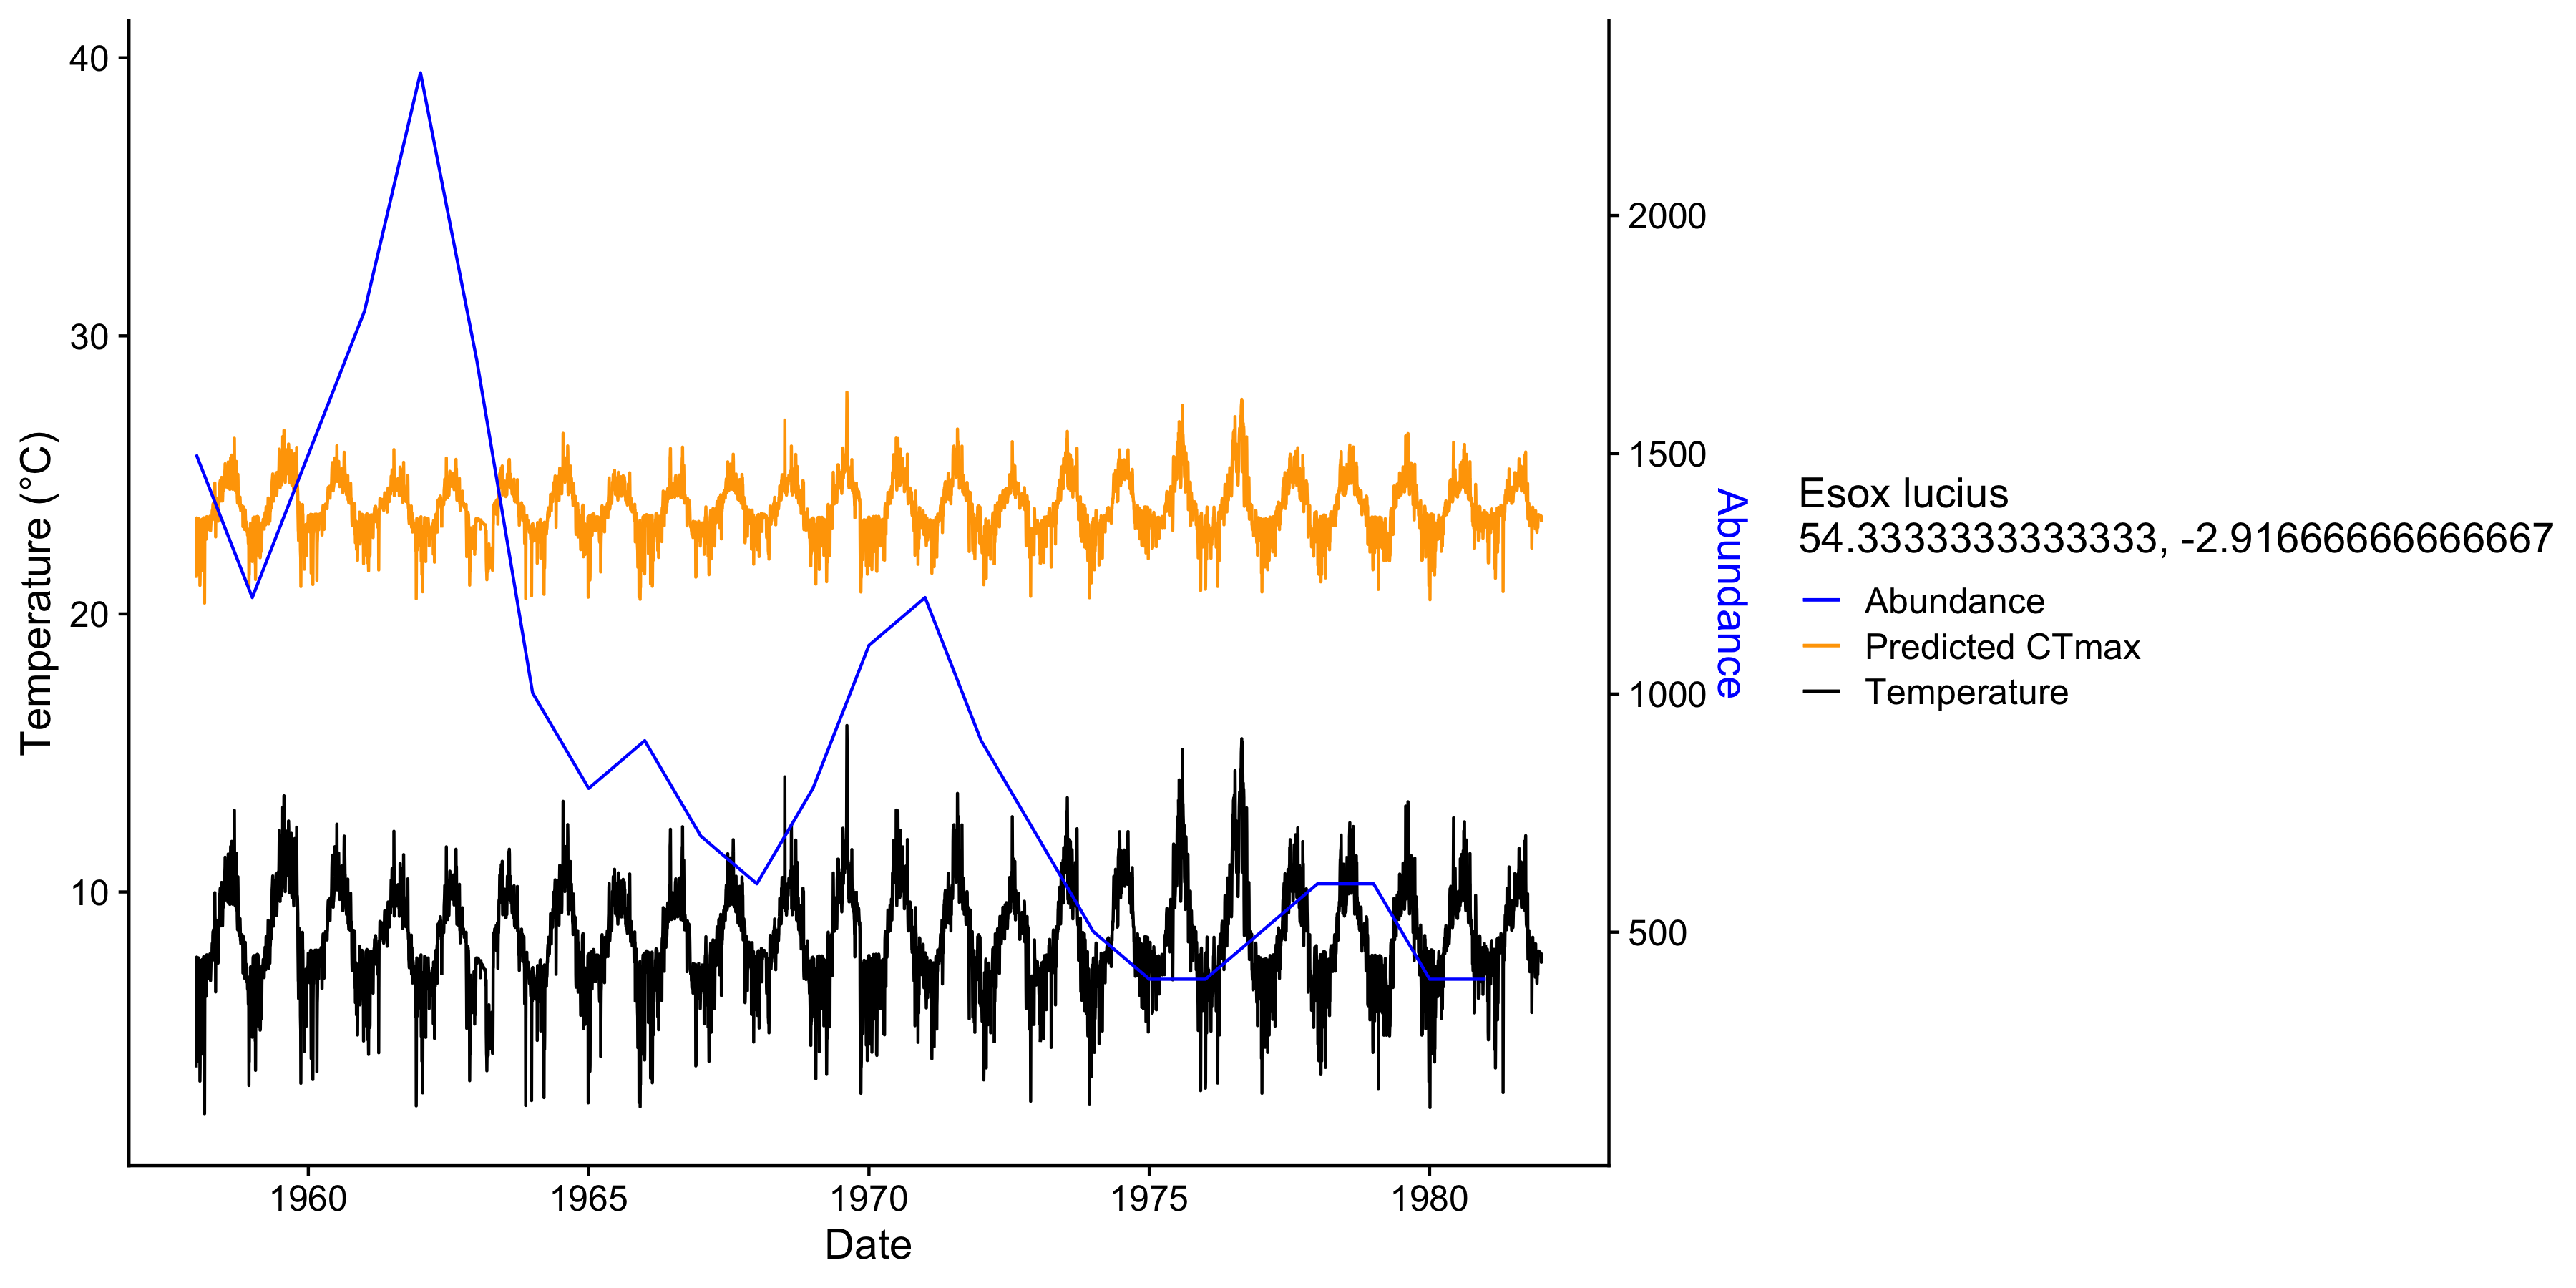 40
30
20
10
Temperature (°C)
1960
1965
1970
1975
1980
Date
2000
1500
1000
500
Abundance
Esox lucius
54.3333333333333, -2.91666666666667
Abundance
Predicted CTmax
Temperature